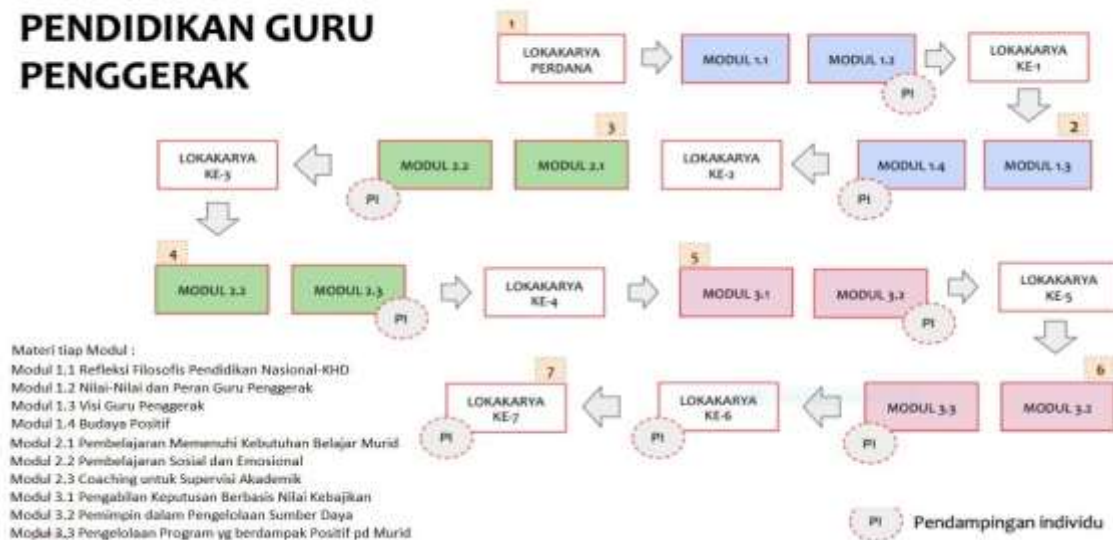 PENDIDIKAN GURU
PENGGERAK
1
LOKAKARYA
PERDANA
MODUL 1.1
MODUL 1.2
PI
LOKAKARYA
KE-1
2
MODUL 1.3
MODUL 1.4
PI
LOKAKARYA
KE-2
3
MODUL 2.1
MODUL 2.2
PI
LOKAKARYA
KE-3
4
MODUL 2.2
MODUL 2.3
PI
LOKAKARYA
KE-4
5
MODUL 3.1
MODUL 3.2
PI
LOKAKARYA
KE-5
6
MODUL 3.2
MODUL 3.3
PI
LOKAKARYA
KE-6
PI
7
LOKAKARYA
KE-7
PI
Materi tiap Modul :
Modul 1.1 Refleksi Filosofis Pendidikan Nasional-KHD
Modul 1.2 Nilai-Nilai dan Peran Guru Penggerak
Modul 1.3 Visi Guru Penggerak
Modul 1.4 Budaya Positif
Modul 2.1 Pembelajaran Memenuhi Kebutuhan Belajar Murid
Modul 2.2 Pembelajaran Sosial dan Emosional
Modul 2.3 Coaching untuk Supervisi Akademik
Modul 3.1 Pengabilan Keputusan Berbasis Nilai Kebajikan
Modul 3.2 Pemimpin dalam Pengelolaan Sumber Daya
Modul 3.3 Pengelolaan Program yg berdampak Positif pd Murid
PI Pendampingan individu